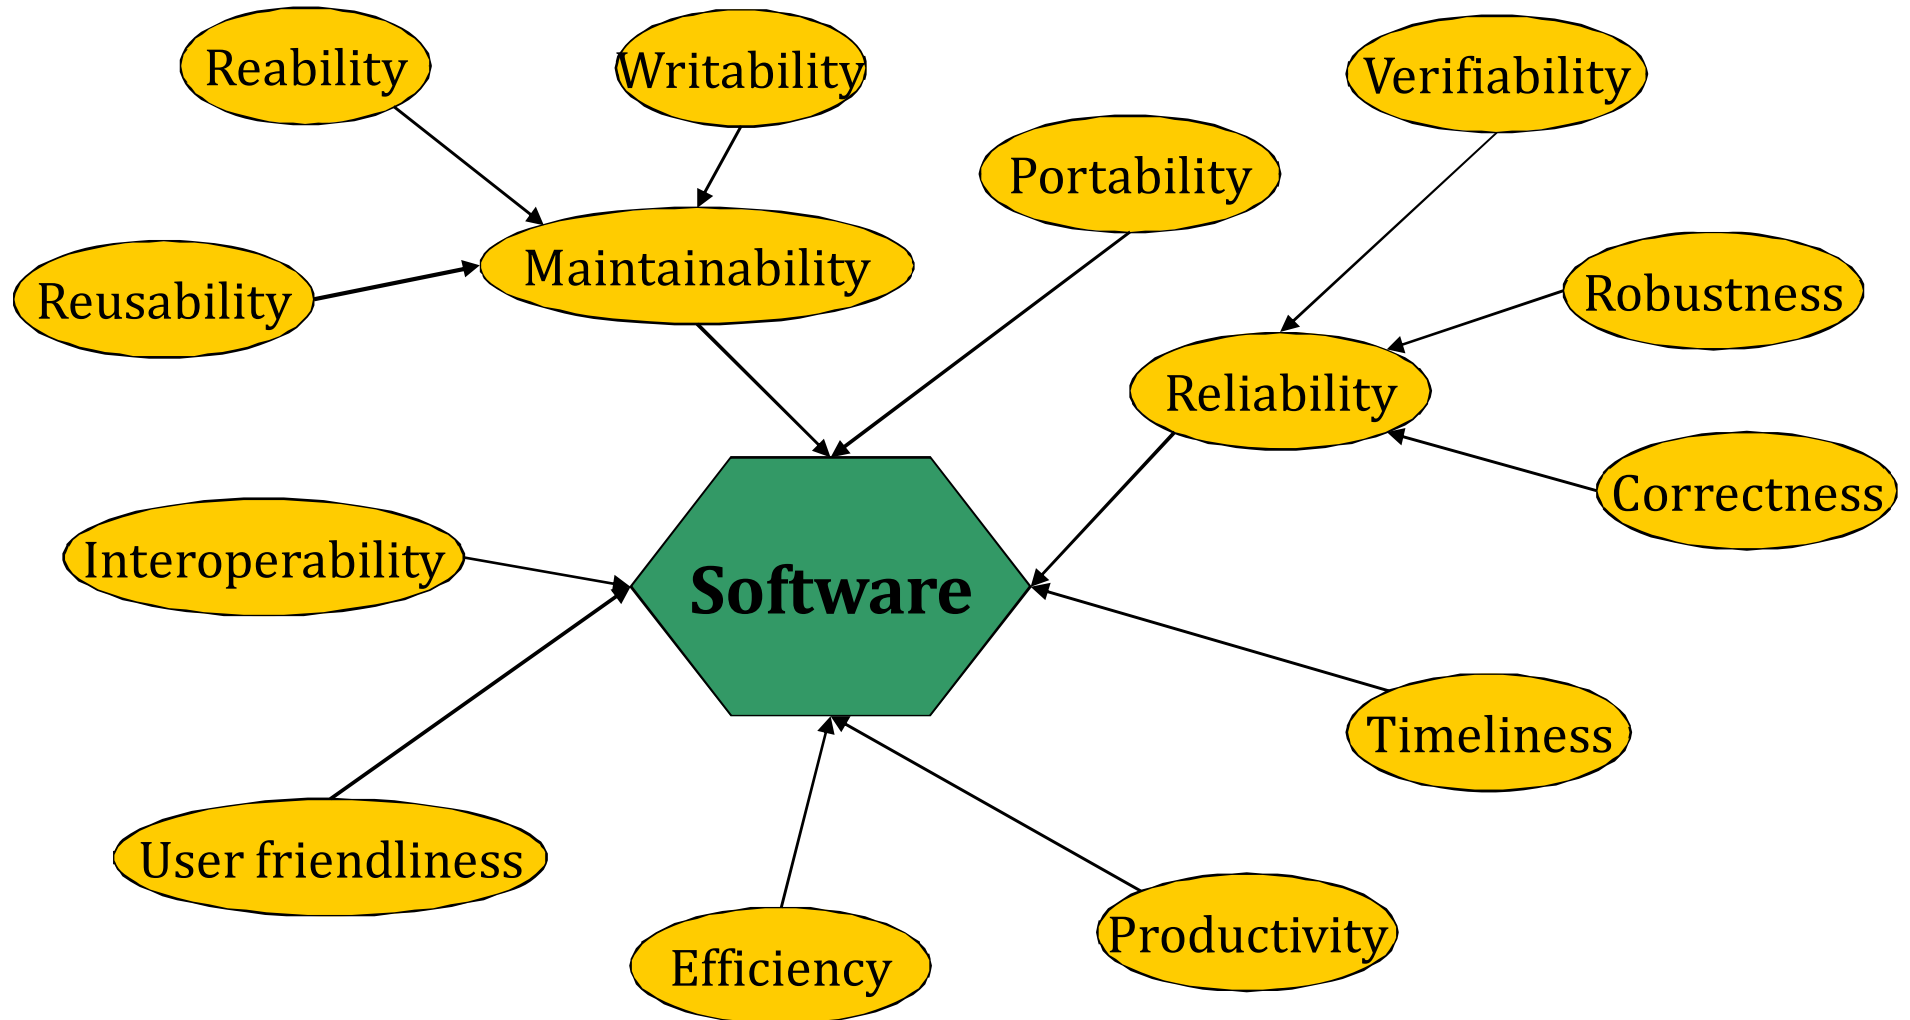 Reability
Writability
Verifiability
Portability
Maintainability
Reusability
Robustness
Reliability
Correctness
Interoperability
Software
Timeliness
User friendliness
Productivity
Efficiency